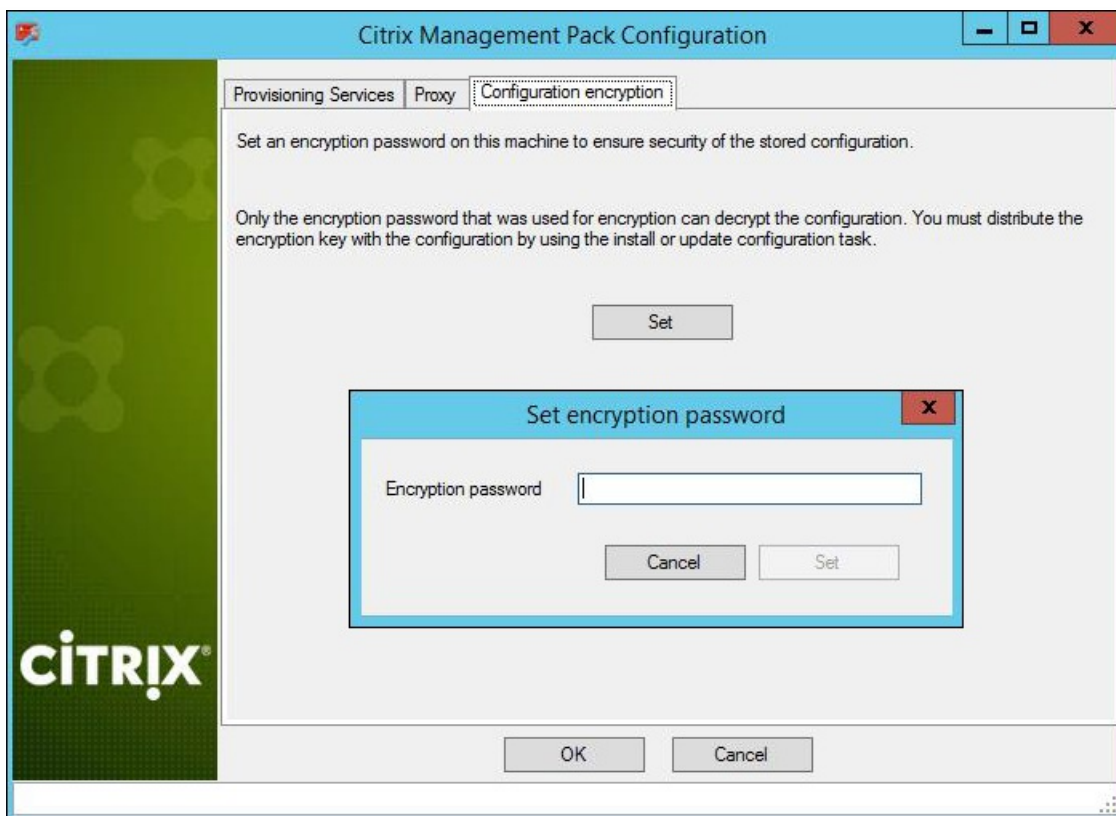 Citrix Management Pack Configuration
Provisioning Services
Proxy
Configuration encryption
Set an encryption password on this machine to ensure security of the stored configuration.
Only the encryption password that was used for encryption can decrypt the configuration. You must distribute the
encryption key with the configuration by using the install or update configuration task.
Set
Set encryption password
x
Encryption password
Cancel
Set
CİTRỊX®
OK
Cancel